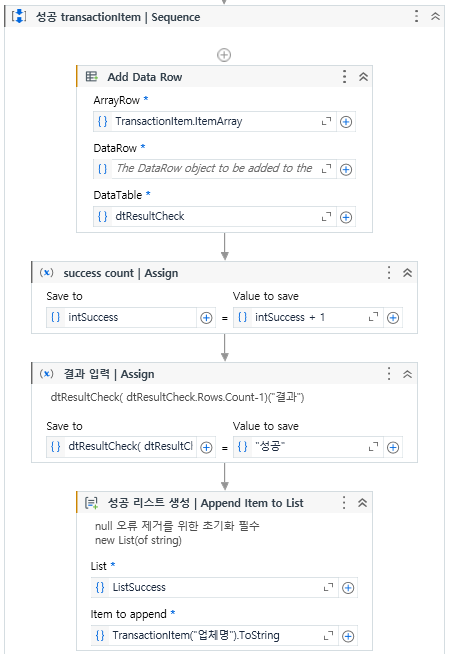 성공 transactionItem | Sequence
Add Data Row
ArrayRow *
TransactionItem.ItemArray
DataRow *
The DataRow object to be added to the
DataTable *
dtResultCheck
success count | Assign
Save to Value to save
intSuccess = intSuccess + 1
결과 입력 | Assign
dtResultCheck( dtResultCheck.Rows.Count-1)("결과")
Save to Value to save
dtResultCheck( dtResultCl = "성공"
성공 리스트 생성 | Append Item to List
null 오류 제거를 위한 초기화 필수
new List(of string)
List *
ListSuccess
Item to append *
TransactionItem("업체명").ToString